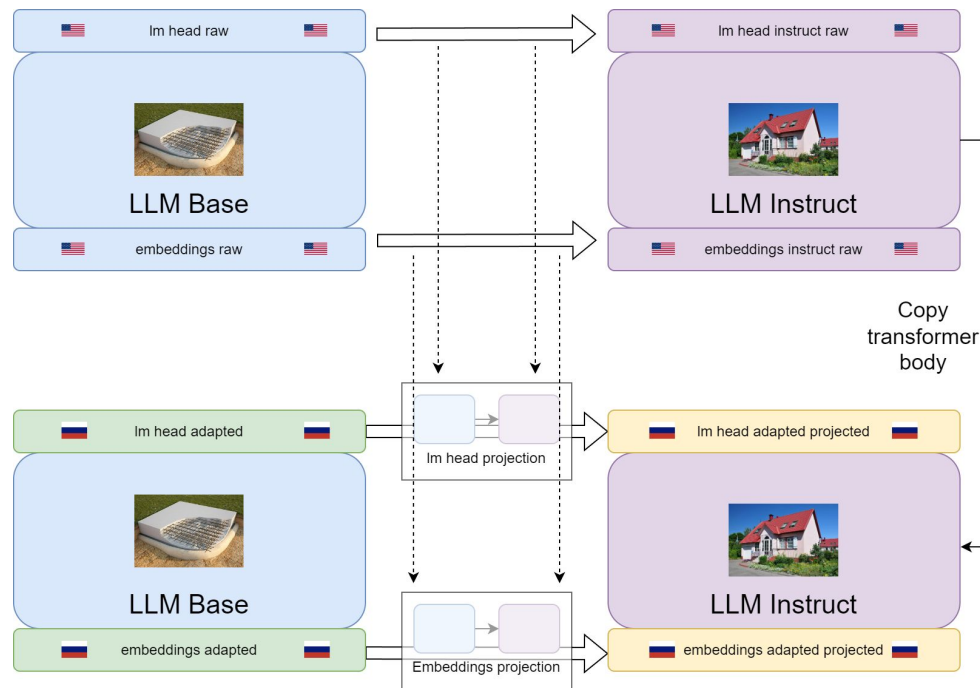 lm head raw
lm head instruct raw
LLM Base
LLM Instruct
embeddings raw
embeddings instruct raw
Copy
transformer
body
lm head adapted
lm head projection
lm head adapted projected
LLM Base
LLM Instruct
embeddings adapted
Embeddings projection
embeddings adapted projected